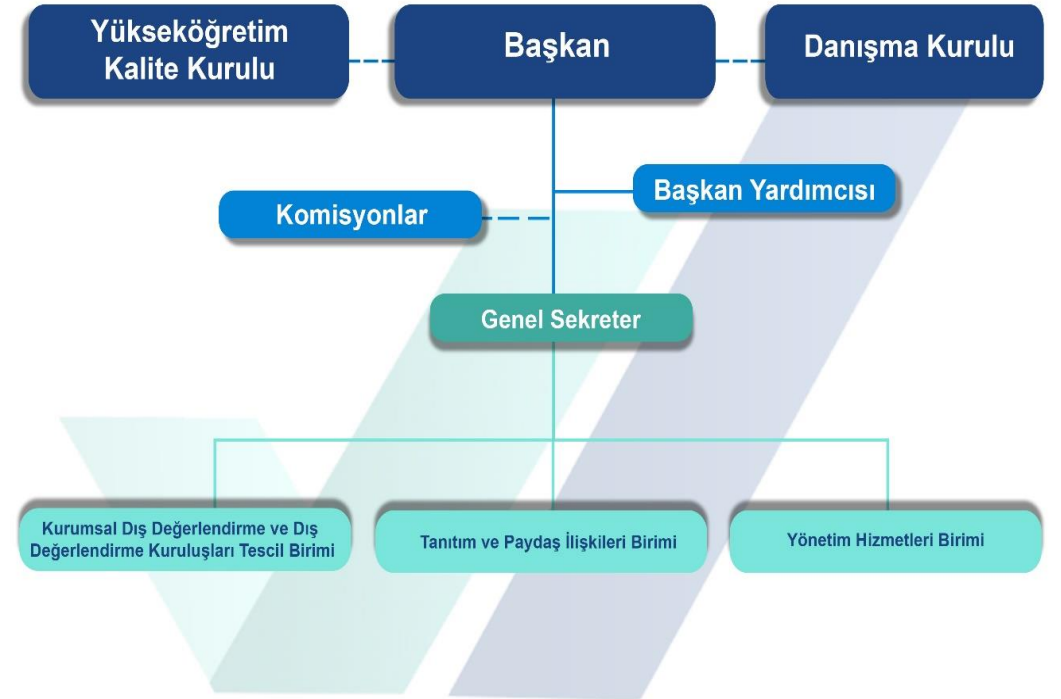 Yükseköğretim
Kalite Kurulu
Başkan
Danışma Kurulu
Başkan Yardımcısı
Komisyonlar
Genel Sekreter
Kurumsal Dış Değerlendirme ve Dış
Değerlendirme Kuruluşları Tescil Birimi
Tanıtım ve Paydaş İlişkileri Birimi
Yönetim Hizmetleri Birimi